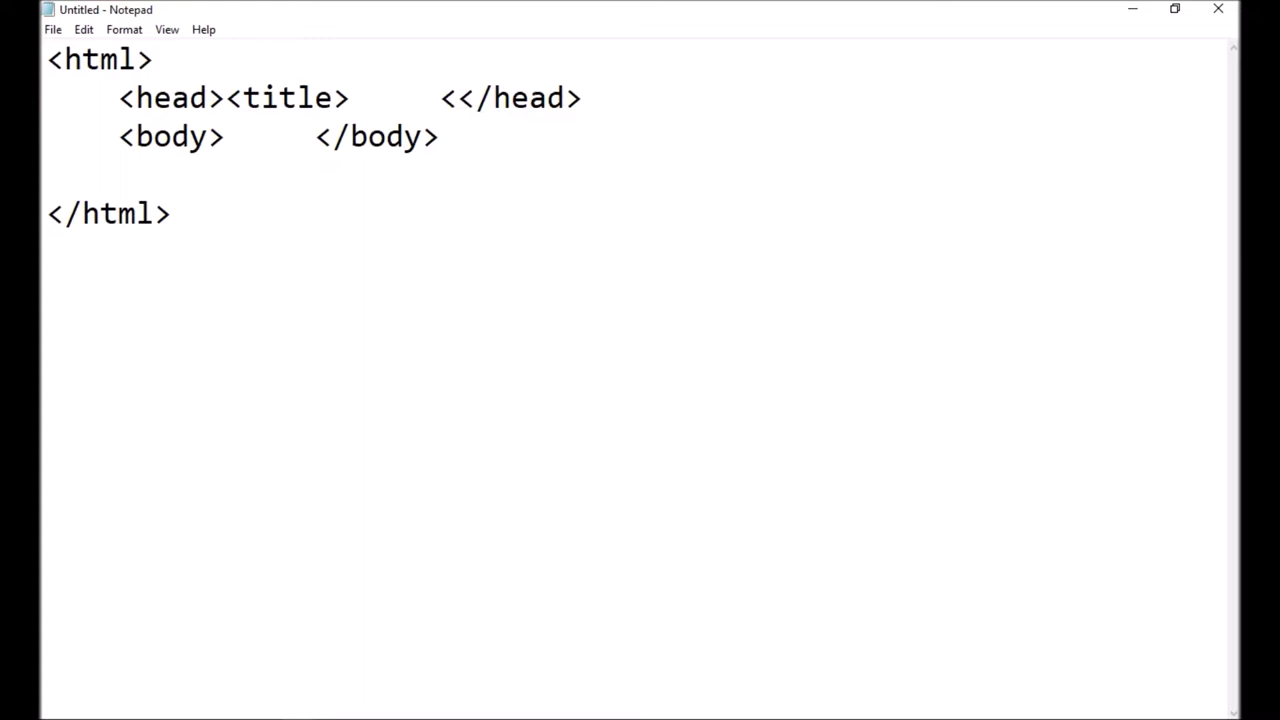 Untitled - Notepad
File Edit Format View Help
<html>
<head><title> <</head>
<body> </body>
</html>